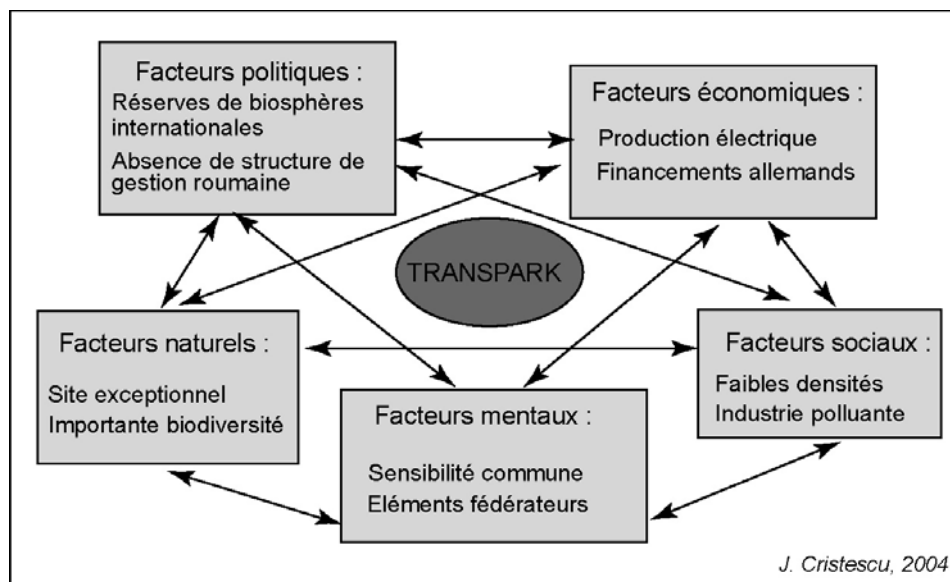 Facteurs politiques :
Réserves de biosphères
internationales
Absence de structure de
gestion roumaine
Facteurs économiques :
Production électrique
Financements allemands
TRANSPARK
Facteurs naturels :
Site exceptionnel
Importante biodiversité
Facteurs mentaux :
Sensibilité commune
Eléments fédérateurs
Facteurs sociaux :
Faibles densités
Industrie polluante
J. Cristescu, 2004